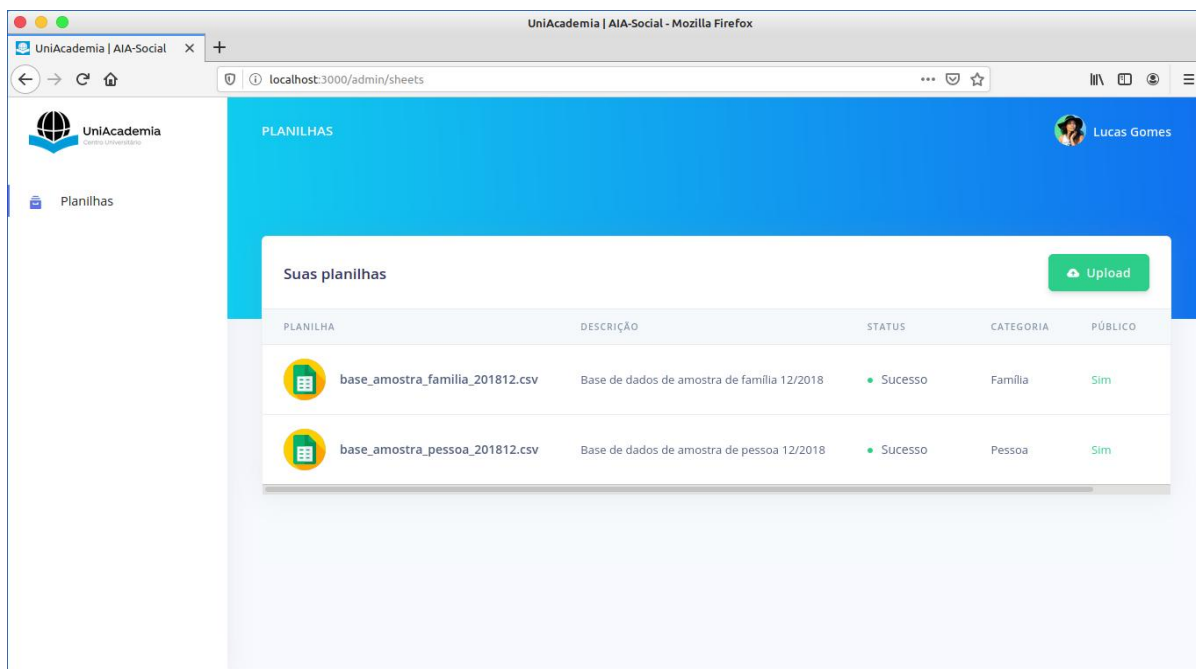 UniAcademia | AIA-Social - Mozilla Firefox
UniAcademia | AIA-Social
localhost:3000/admin/sheets
UniAcademia
Centro Universitário
PLANILHAS
Lucas Gomes
Planilhas
Suas planilhas
Upload
PLANILHA DESCRIÇÃO STATUS CATEGORIA PÚBLICO
base_amostra_familia_201812.csv Base de dados de amostra de família 12/2018 Sucesso Família Sim
base_amostra_pessoa_201812.csv Base de dados de amostra de pessoa 12/2018 Sucesso Pessoa Sim